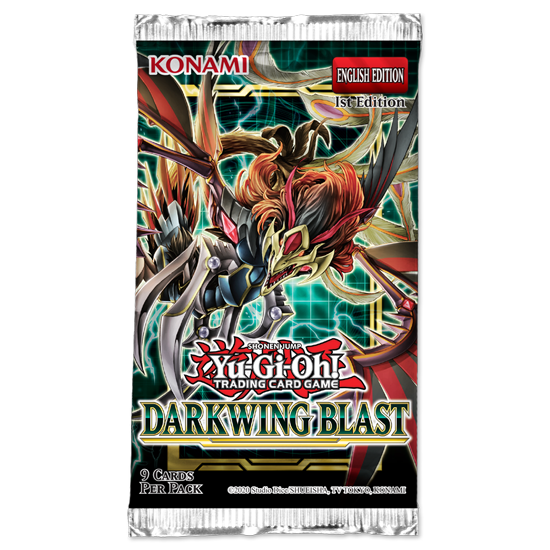 KONAMI
ENGLISH EDITION
1st Edition
SHONEN JUMP
Yu-Gi-Oh!
TRADING CARD GAME
DARKWING BLAST
9 CARDS
PER PACK
©2020 Studio Dice/SHUEISHA, TV TOKYO, KONAMI